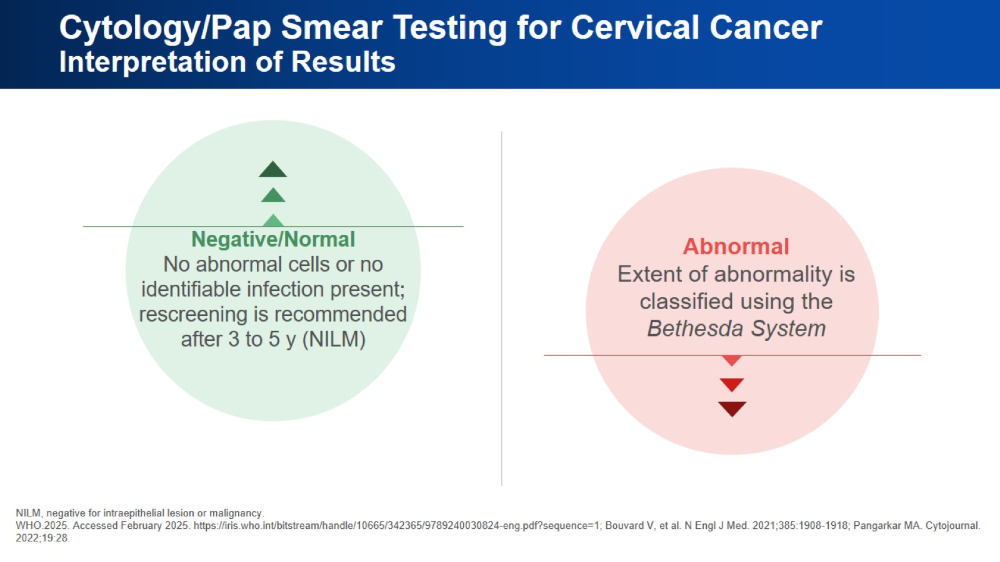 Cytology/Pap Smear Testing for Cervical Cancer
Interpretation of Results
Negative/Normal
No abnormal cells or no
identifiable infection present;
rescreening is recommended
after 3 to 5 y (NILM)
Abnormal
Extent of abnormality is
classified using the
Bethesda System
NILM, negative for intraepithelial lesion or malignancy.
WHO.2025. Accessed February 2025. https://iris.who.int/bitstream/handle/10665/342365/9789240030824-eng.pdf?sequence=1; Bouvard V, et al. N Engl J Med. 2021;385:1908-1918; Pangarkar MA. Cytojournal.
2022;19:28.